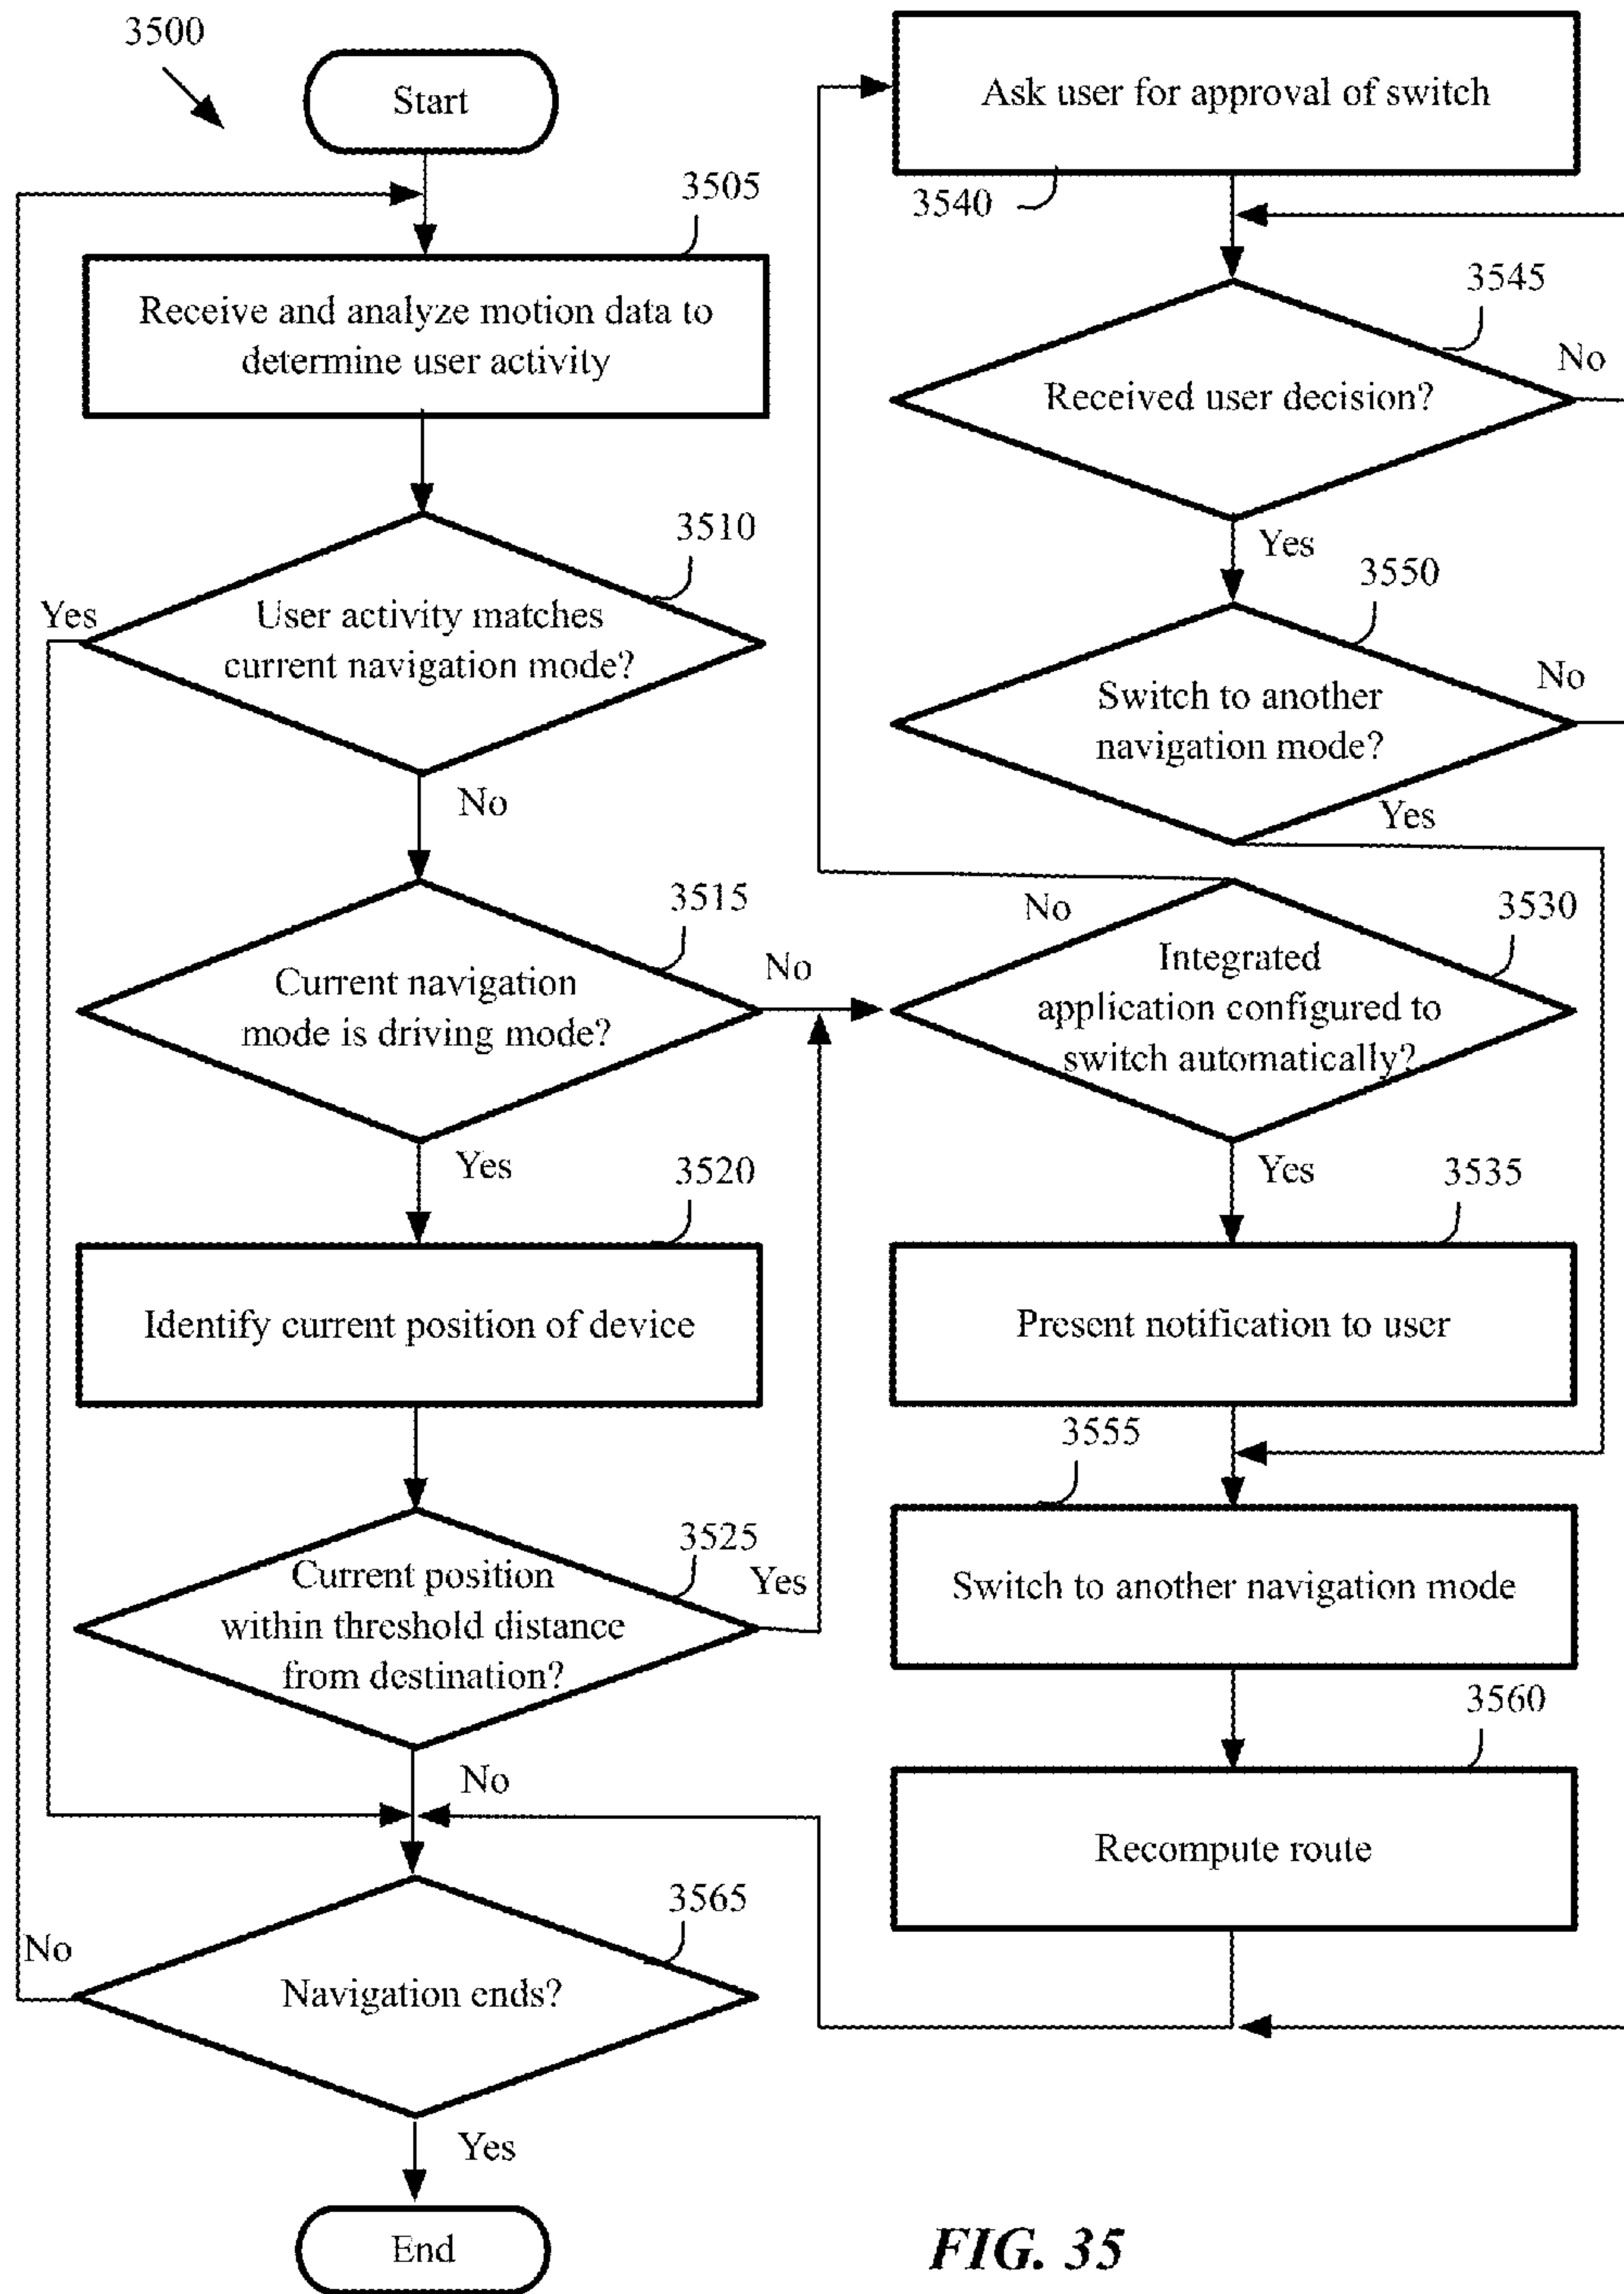 3500
Start
3505
Receive and analyze motion data to
determine user activity
3510
Yes
User activity matches
current navigation mode?
No
3515
Current navigation
mode is driving mode?
No
Yes
3520
Identify current position of device
3525
Current position
within threshold distance
from destination?
Yes
No
3565
No
Navigation ends?
Yes
End
Ask user for approval of switch
3540
3545
No
Received user decision?
Yes
3550
No
Switch to another
navigation mode?
Yes
No
3530
Integrated
application configured to
switch automatically?
Yes
3535
Present notification to user
3555
Switch to another navigation mode
3560
Recompute route
FIG. 35